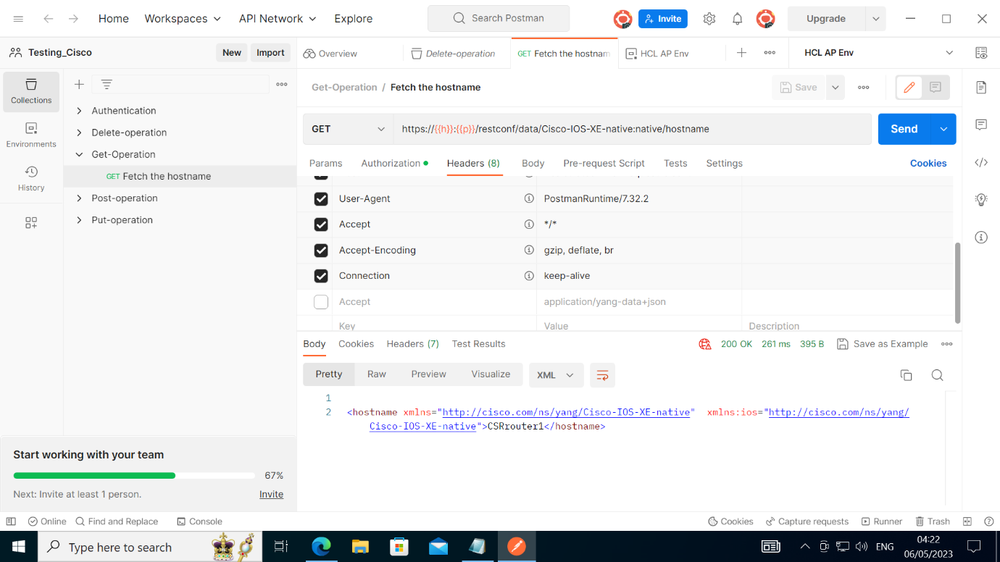 Home Workspaces API Network Explore Search Postman Invite Upgrade
Testing_Cisco New Import Overview Delete-operation GET Fetch the hostnam HCL AP Env HCL AP Env
Collections
Environments
History
Authentication
Delete-operation
Get-Operation
GET Fetch the hostname
Post-operation
Put-operation
Get-Operation / Fetch the hostname Save
GET https://{{h}}:{{p}}/restconf/data/Cisco-IOS-XE-native:native/hostname Send
Params Authorization Headers (8) Body Pre-request Script Tests Settings Cookies
User-Agent PostmanRuntime/7.32.2
Accept */*
Accept-Encoding gzip, deflate, br
Connection keep-alive
Accept application/yang-data+json
Key Value Description
Body Cookies Headers (7) Test Results 200 OK 261 ms 395 B Save as Example
Pretty Raw Preview Visualize XML
1
2 <hostname xmlns="http://cisco.com/ns/yang/Cisco-IOS-XE-native" xmlns:ios="http://cisco.com/ns/yang/
Cisco-IOS-XE-native">CSRrouter1</hostname>
Start working with your team
67%
Next: Invite at least 1 person. Invite
Online Find and Replace Console Cookies Capture requests Runner Trash
Type here to search ENG 04:22
06/05/2023